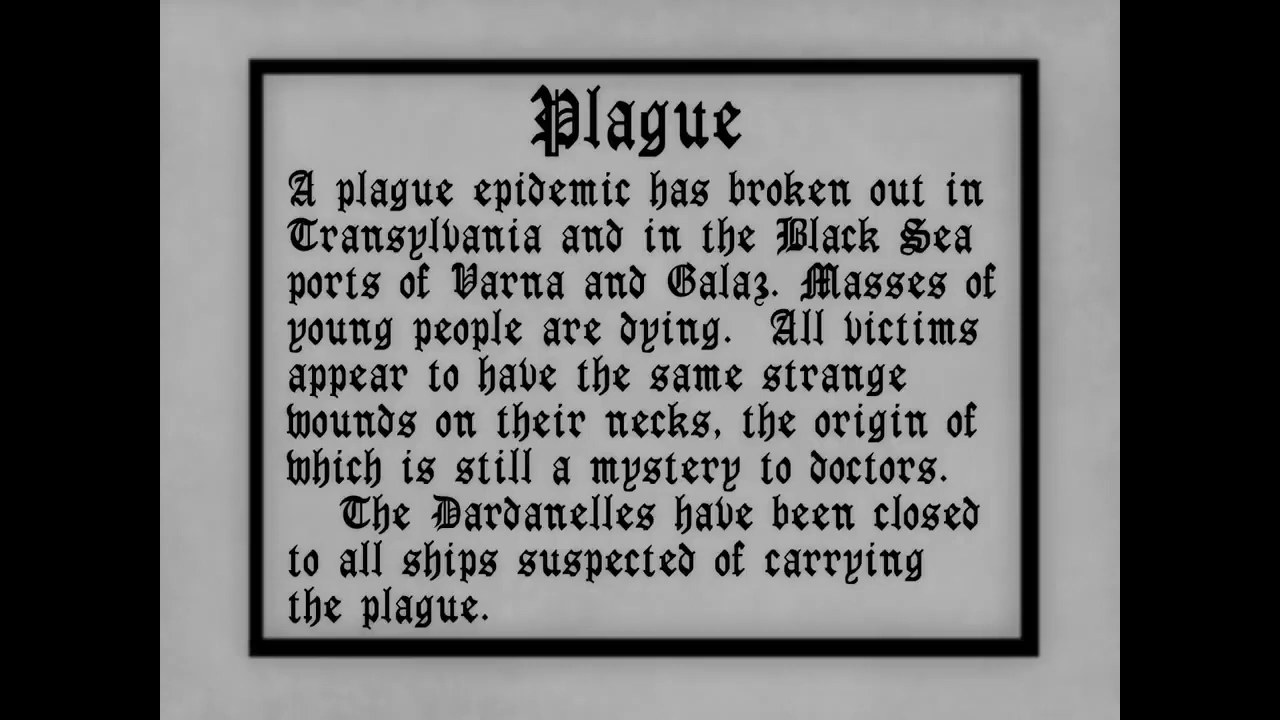 Plague
A plague epidemic has broken out in
Transylvania and in the Black Sea
ports of Varna and Galaz. Masses of
young people are dying. All victims
appear to have the same strange
wounds on their necks, the origin of
which is still a mystery to doctors.
The Dardanelles have been closed
to all ships suspected of carrying
the plague.